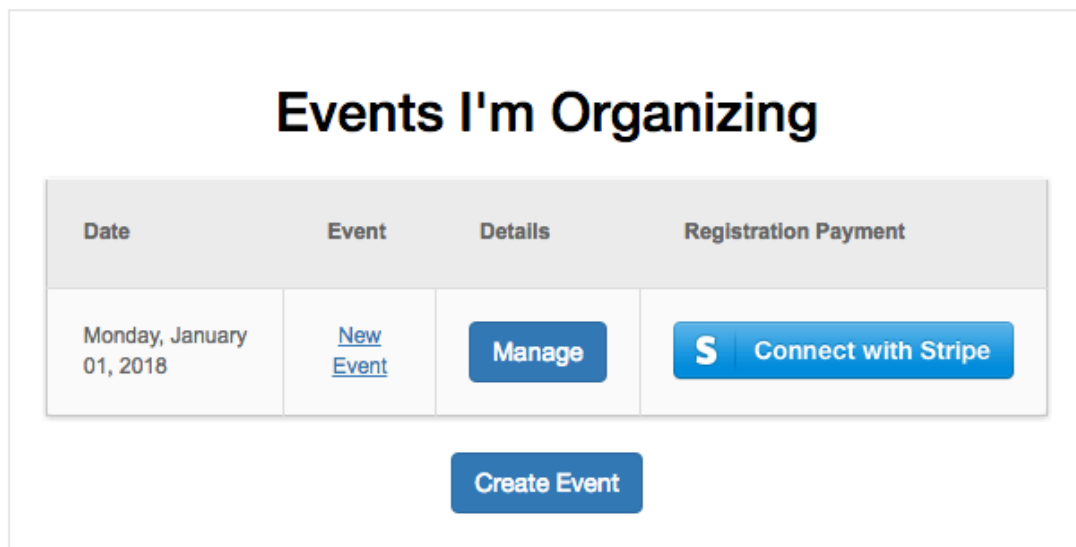 Events I'm Organizing
Date Event Details Registration Payment
Monday, January New Manage S Connect with Stripe
01, 2018 Event
Create Event